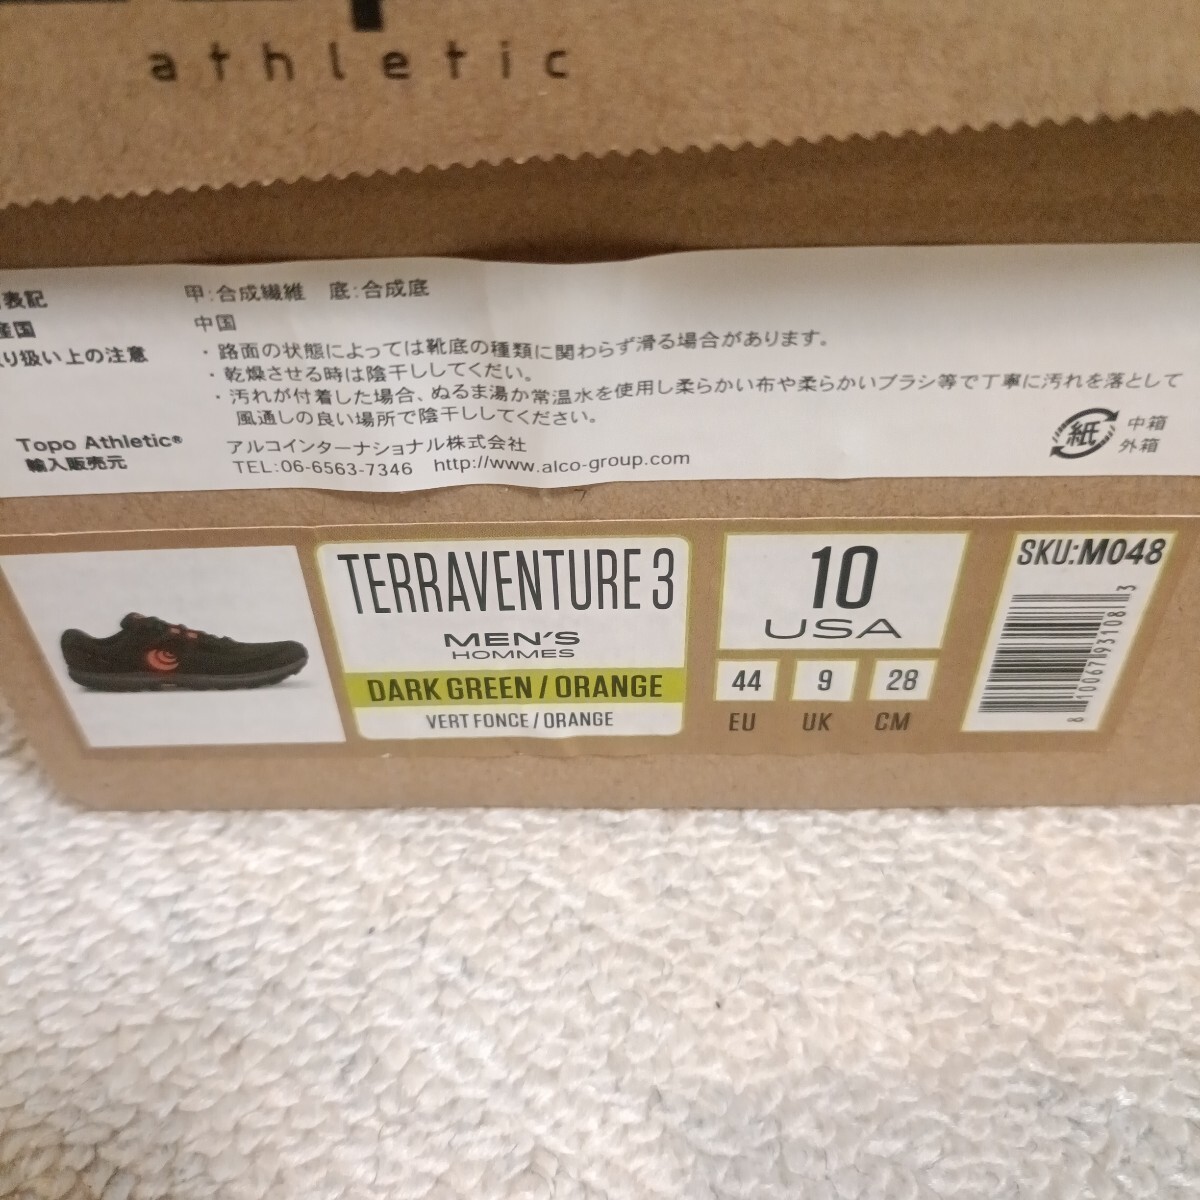 athletic
表記 甲:合成繊維 底:合成底
産国 中国
り扱い上の注意 ・路面の状態によっては靴底の種類に関わらず滑る場合があります。
・乾燥させる時は陰干ししてくだい。
・汚れが付着した場合、ぬるま湯か常温水を使用し柔らかい布や柔らかいブラシ等で丁寧に汚れを落として
風通しの良い場所で陰干ししてください。
Topo Athletic® アルコインターナショナル株式会社
輸入販売元 TEL:06-6563-7346 http://www.alco-group.com
紙 中箱
外箱
TERRAVENTURE 3
MEN'S
HOMMES
DARK GREEN / ORANGE
VERT FONCE / ORANGE
10
USA
44 9 28
EU UK CM
SKU:M048
8 10067 93108 3